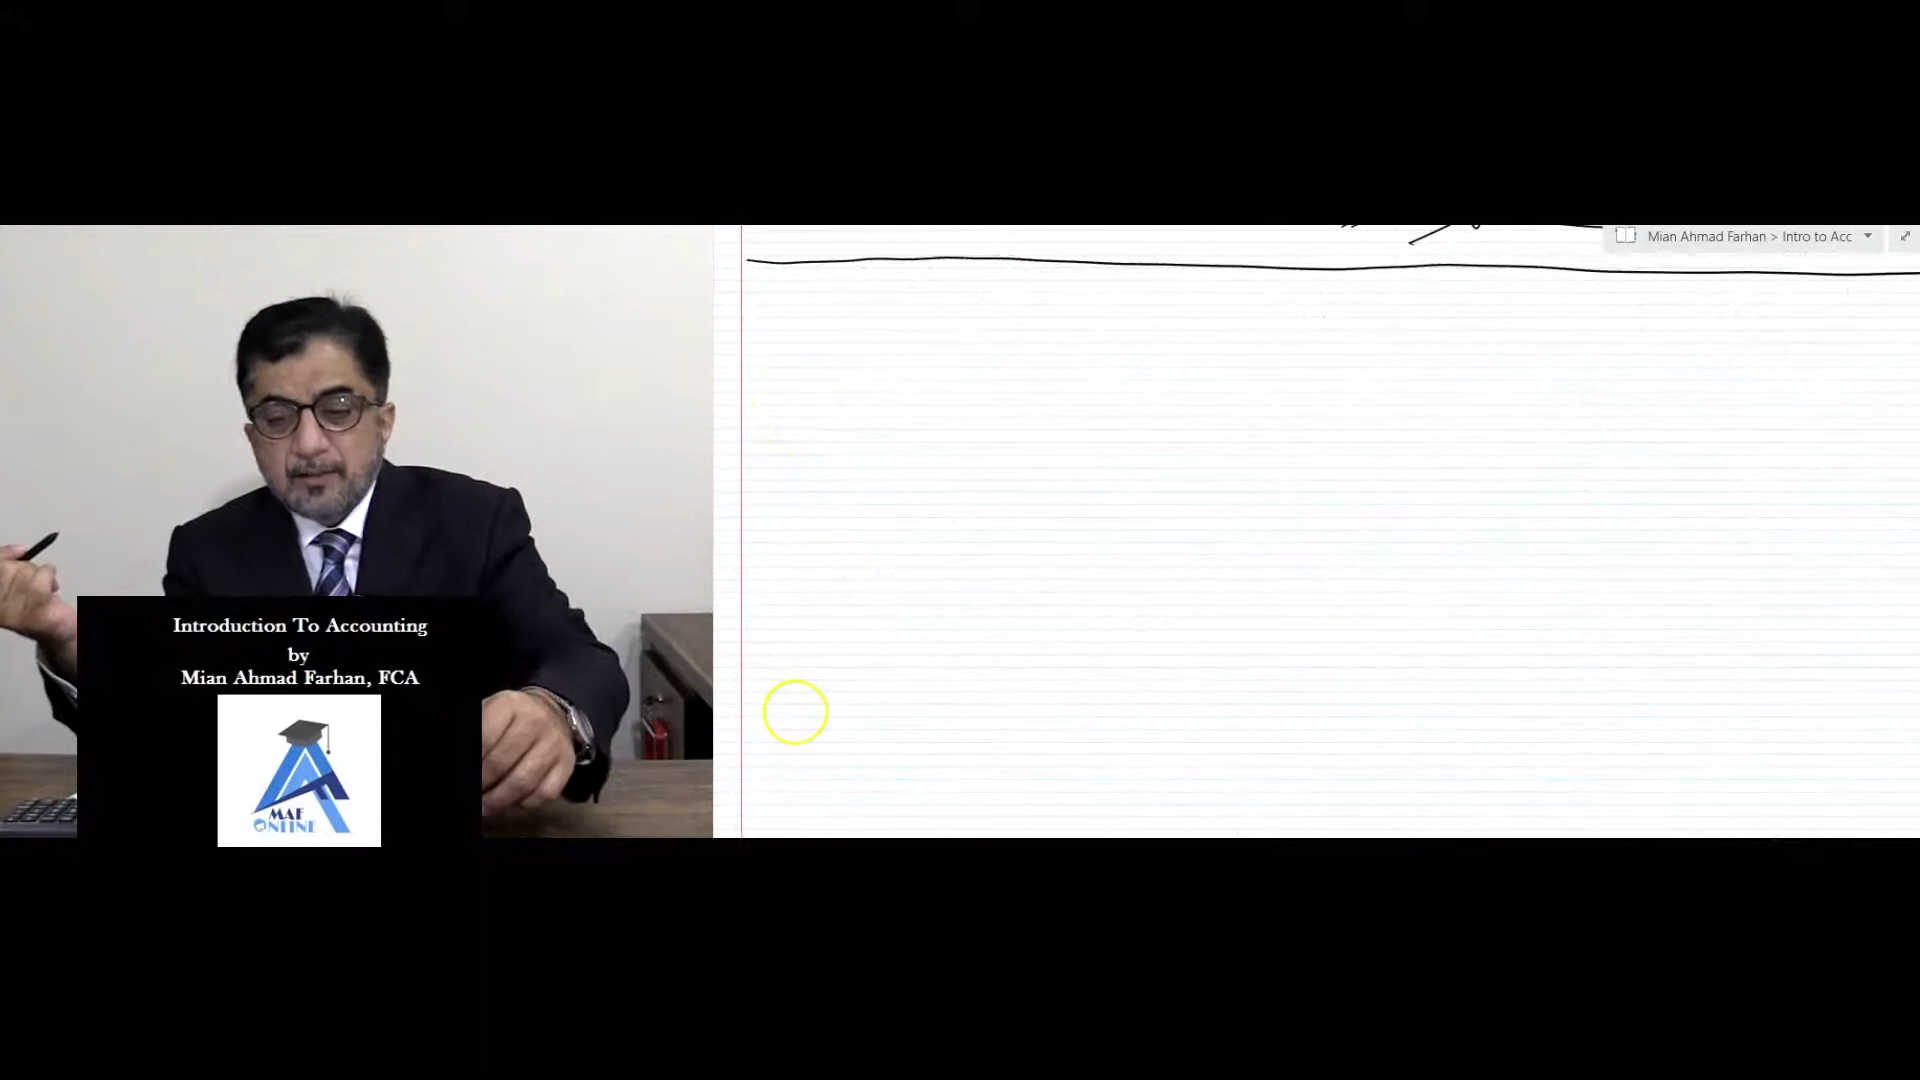 Mian Ahmad Farhan > Intro to Acc
Introduction To Accounting
by
Mian Ahmad Farhan, FCA
MAF
ONLINE